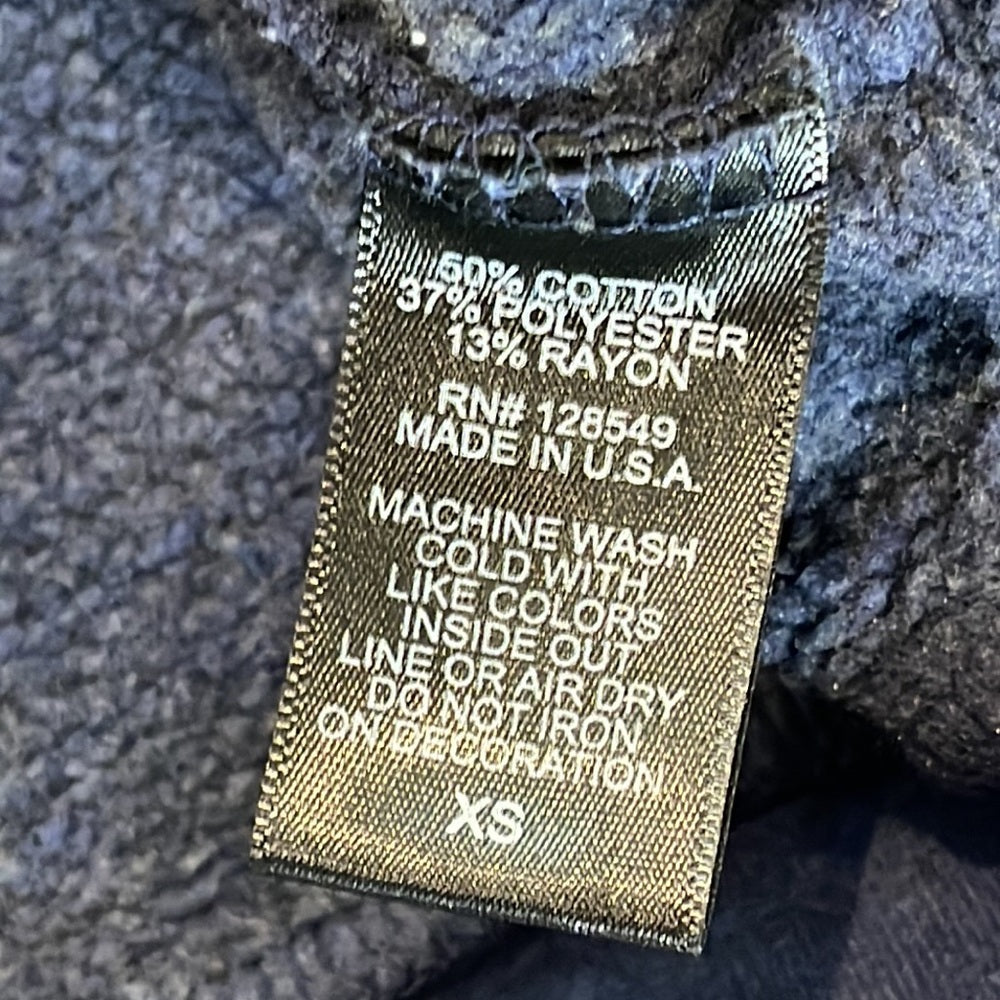 50% COTTON
37% POLYESTER
13% RAYON
RN# 128549
MADE IN U.S.A.
MACHINE WASH
COLD WITH
LIKE COLORS
INSIDE OUT
LINE OR AIR DRY
DO NOT IRON
ON DECORATION
XS